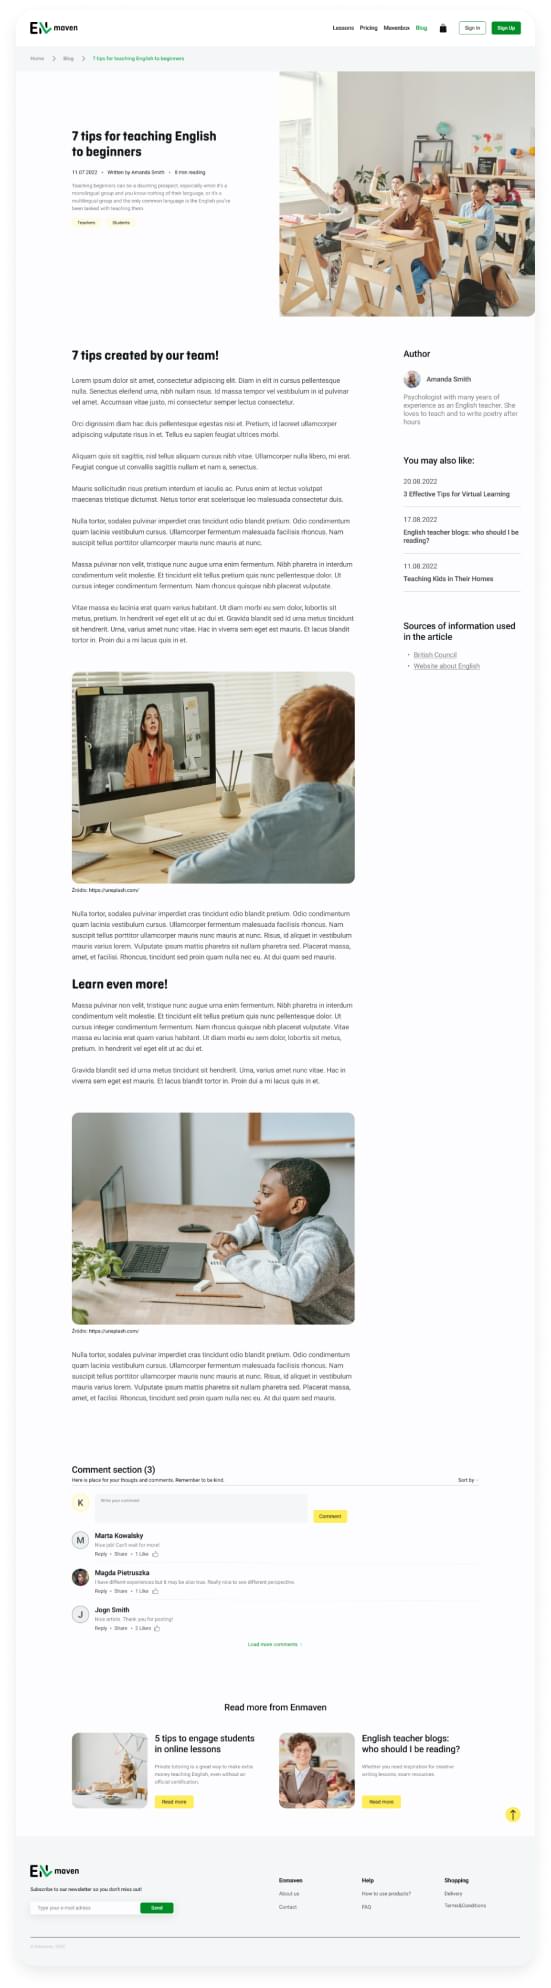 EN maven
Lessons Pricing Mavenbox Blog Sign In Sign Up
Home Blog 7 tips for teaching English to beginners
7 tips for teaching English
to beginners
11.07.2022 • Written by Amanda Smith • 8 min reading
Teaching beginners can be a daunting prospect, especially when it's a
monolingual group and you know nothing of their language, or it's a
multilingual group and the only common language is the English you're
been tasked with teaching them.
Teachers Students
7 tips created by our team!
Lorem ipsum dolor sit amet, consectetur adipiscing elit. Diam in elit in cursus pellentesque
nulla. Senectus eleifend urna, nibh nullam risus. Id massa tempor vel vestibulum in id pulvinar
vel amet. Accumsan vitae justo, mi consectetur semper lectus consectetur.
Orci dignissim diam hac duis pellentesque egestas nisi et. Pretium, id laoreet ullamcorper
adipiscing vulputate risus in et. Tellus eu sapien feugiat ultrices morbi.
Aliquam quis sit sagittis, nisl tellus aliquam cursus nibh vitae. Ullamcorper nulla libero, mi erat.
Feugiat congue ut convallis sagittis nullam et nam a, senectus.
Mauris sollicitudin risus pretium interdum et iaculis ac. Purus enim at lectus volutpat
maecenas tristique dictumst. Netus tortor erat scelerisque leo malesuada consectetur duis.
Nulla tortor, sodales pulvinar imperdiet cras tincidunt odio blandit pretium. Odio condimentum
quam lacinia vestibulum cursus. Ullamcorper fermentum malesuada facilisis rhoncus. Nam
suscipit tellus porttitor ullamcorper mauris nunc mauris at nunc.
Massa pulvinar non velit, tristique nunc augue urna enim fermentum. Nibh pharetra in interdum
condimentum velit molestie. Et tincidunt elit tellus pretium quis nunc pellentesque dolor. Ut
cursus integer condimentum fermentum. Nam rhoncus quisque nibh placerat vulputate.
Vitae massa eu lacinia erat quam varius habitant. Ut diam morbi eu sem dolor, lobortis sit
metus, pretium. In hendrerit vel eget elit ut ac dui et. Gravida blandit sed id urna metus tincidunt
sit hendrerit. Urna, varius amet nunc vitae. Hac in viverra sem eget est mauris. Et lacus blandit
tortor in. Proin dui a mi lacus quis in et.
Author
Amanda Smith
Psychologist with many years of
experience as an English teacher. She
loves to teach and to write poetry after
hours
You may also like:
20.08.2022
3 Effective Tips for Virtual Learning
17.08.2022
English teacher blogs: who should I be
reading?
11.08.2022
Teaching Kids in Their Homes
Sources of information used
in the article
• British Council
• Website about English
Źródło: https://unsplash.com/
Nulla tortor, sodales pulvinar imperdiet cras tincidunt odio blandit pretium. Odio condimentum
quam lacinia vestibulum cursus. Ullamcorper fermentum malesuada facilisis rhoncus. Nam
suscipit tellus porttitor ullamcorper mauris nunc mauris at nunc. Risus, id aliquet in vestibulum
mauris varius lorem. Vulputate ipsum mattis pharetra sit nullam pharetra sed. Placerat massa,
amet, et facilisi. Rhoncus, tincidunt sed proin quam nulla nec eu. At dui quam sed mauris.
Learn even more!
Massa pulvinar non velit, tristique nunc augue urna enim fermentum. Nibh pharetra in interdum
condimentum velit molestie. Et tincidunt elit tellus pretium quis nunc pellentesque dolor. Ut
cursus integer condimentum fermentum. Nam rhoncus quisque nibh placerat vulputate. Vitae
massa eu lacinia erat quam varius habitant. Ut diam morbi eu sem dolor, lobortis sit metus,
pretium. In hendrerit vel eget elit ut ac dui et.
Gravida blandit sed id urna metus tincidunt sit hendrerit. Urna, varius amet nunc vitae. Hac in
viverra sem eget est mauris. Et lacus blandit tortor in. Proin dui a mi lacus quis in et.
Źródło: https://unsplash.com/
Nulla tortor, sodales pulvinar imperdiet cras tincidunt odio blandit pretium. Odio condimentum
quam lacinia vestibulum cursus. Ullamcorper fermentum malesuada facilisis rhoncus. Nam
suscipit tellus porttitor ullamcorper mauris nunc mauris at nunc. Risus, id aliquet in vestibulum
mauris varius lorem. Vulputate ipsum mattis pharetra sit nullam pharetra sed. Placerat massa,
amet, et facilisi. Rhoncus, tincidunt sed proin quam nulla nec eu. At dui quam sed mauris.
Comment section (3)
Here is place for your thougts and comments. Remember to be kind. Sort by
K
Write your comment
Comment
M
Marta Kowalsky
Nice job! Can't wait for more!
Reply • Share • 1 Like
Magda Pietruszka
I have different experiences but it may be also true. Really nice to see different perspective.
Reply • Share • 1 Like
J
Jogn Smith
Nice article. Thank you for posting!
Reply • Share • 2 Likes
Load more comments
Read more from Enmaven
5 tips to engage students
in online lessons
Private tutoring is a great way to make extra
money teaching English, even without an
official certification.
Read more
English teacher blogs:
who should I be reading?
Whether you need inspiration for creative
writing lessons, exam resources.
Read more
EN maven
Subscribe to our newsletter so you don't miss out!
Type your e-mail adress Send
Enmaven
About us
Contact
Help
How to use products?
FAQ
Shopping
Delivery
Terms&Conditions